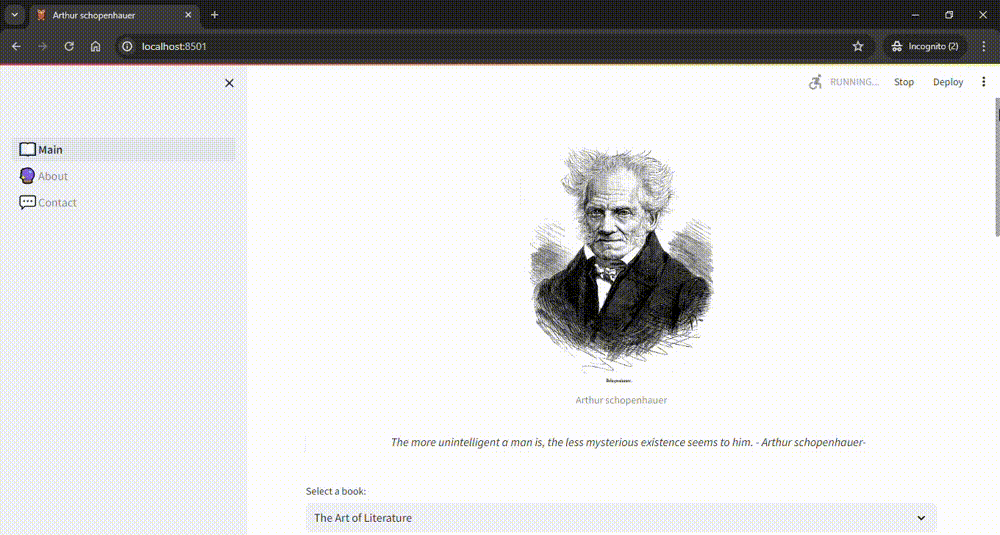 Arthur schopenhauer
localhost:8501
Incognito (2)
RUNNING...
Stop
Deploy
Main
About
Contact
Schopenhauer.
Arthur schopenhauer
The more unintelligent a man is, the less mysterious existence seems to him. - Arthur schopenhauer-
Select a book:
The Art of Literature